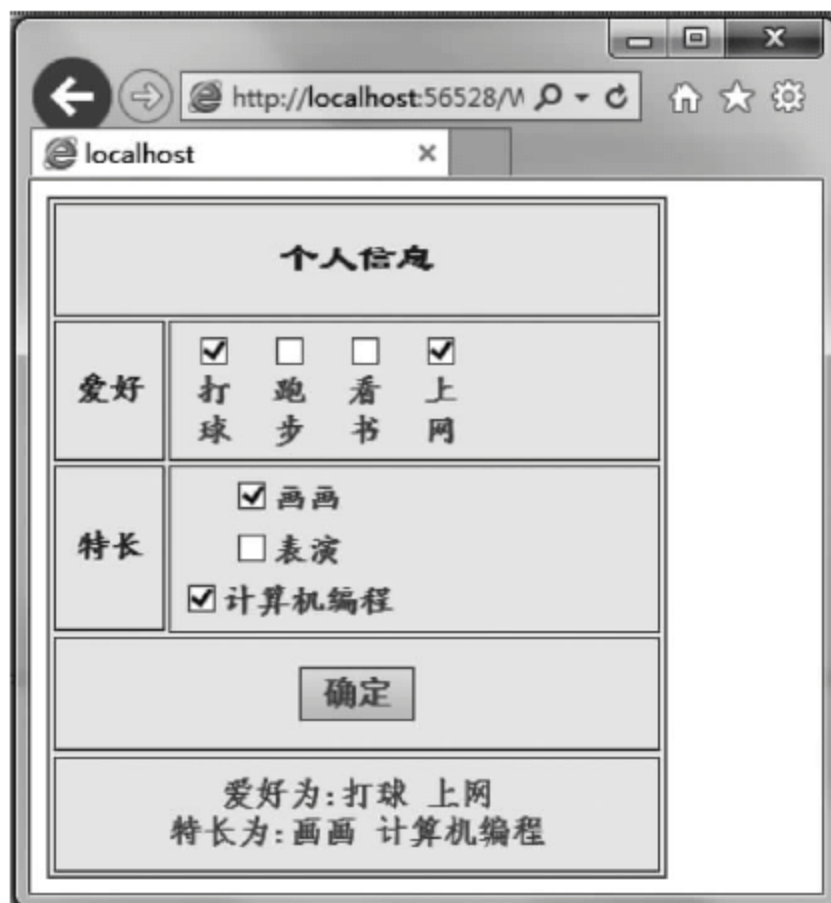 http://localhost:56528/W
localhost
个人信息
爱好
打球
跑步
看书
上网
特长
画画
表演
计算机编程
确定
爱好为:打球 上网
特长为:画画 计算机编程